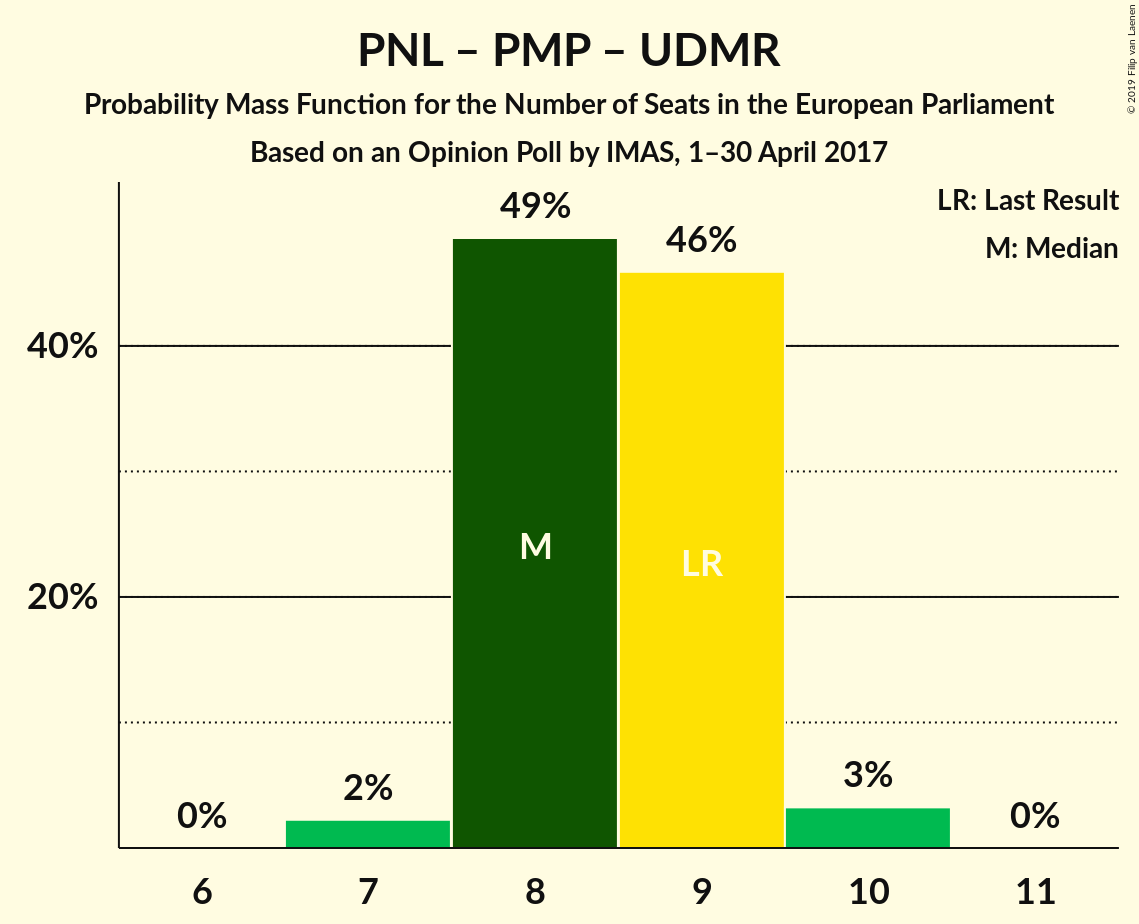 PNL – PMP – UDMR
Probability Mass Function for the Number of Seats in the European Parliament
Based on an Opinion Poll by IMAS, 1–30 April 2017
© 2019 Filip van Laenen
LR: Last Result
M: Median
49%
46%
40%
M
LR
20%
2%
3%
0%
0%
6 7 8 9 10 11